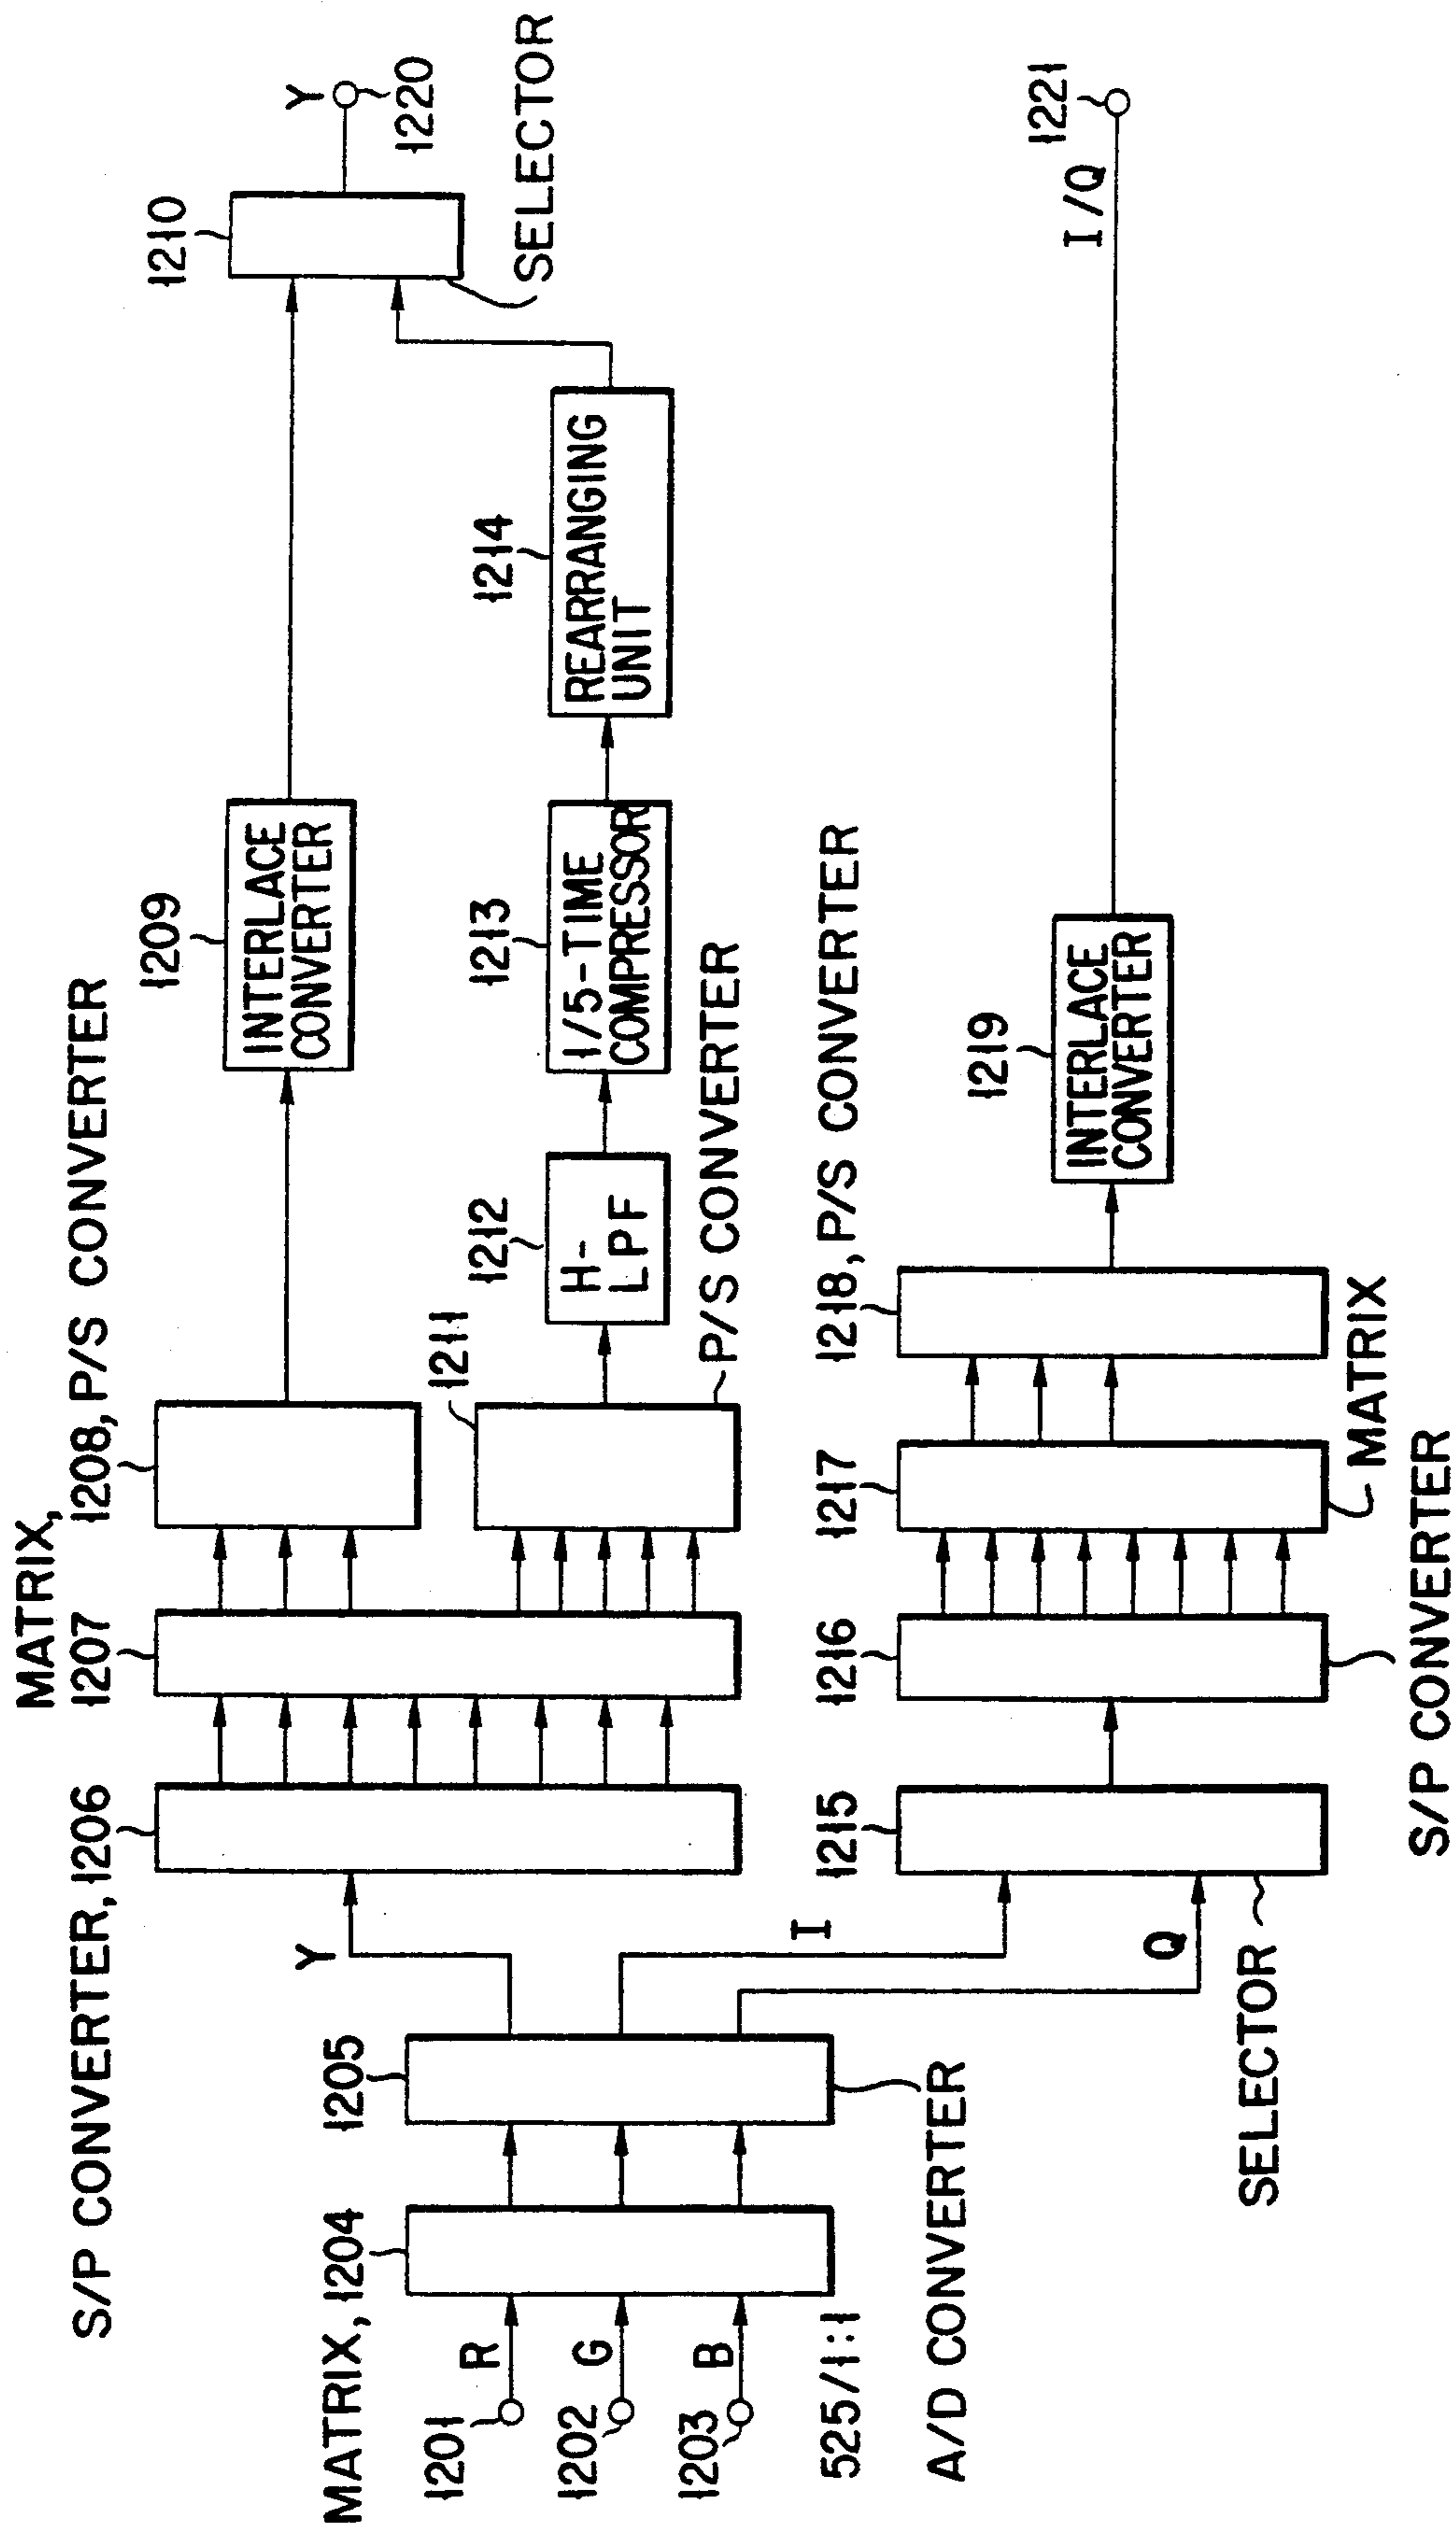 MATRIX, 1204
1201
R
1202
G
1203
B
525/1:1
1205
A/D CONVERTER
Y
I
Q
S/P CONVERTER, 1206
MATRIX,
1207
1208, P/S CONVERTER
1209
INTERLACE
CONVERTER
1210
SELECTOR
Y
1220
1211
P/S CONVERTER
1212
H-
LPF
1213
1/5-TIME
COMPRESSOR
1214
REARRANGING
UNIT
1215
SELECTOR
1216
S/P CONVERTER
1217
MATRIX
1218, P/S CONVERTER
1219
INTERLACE
CONVERTER
I/Q
1221